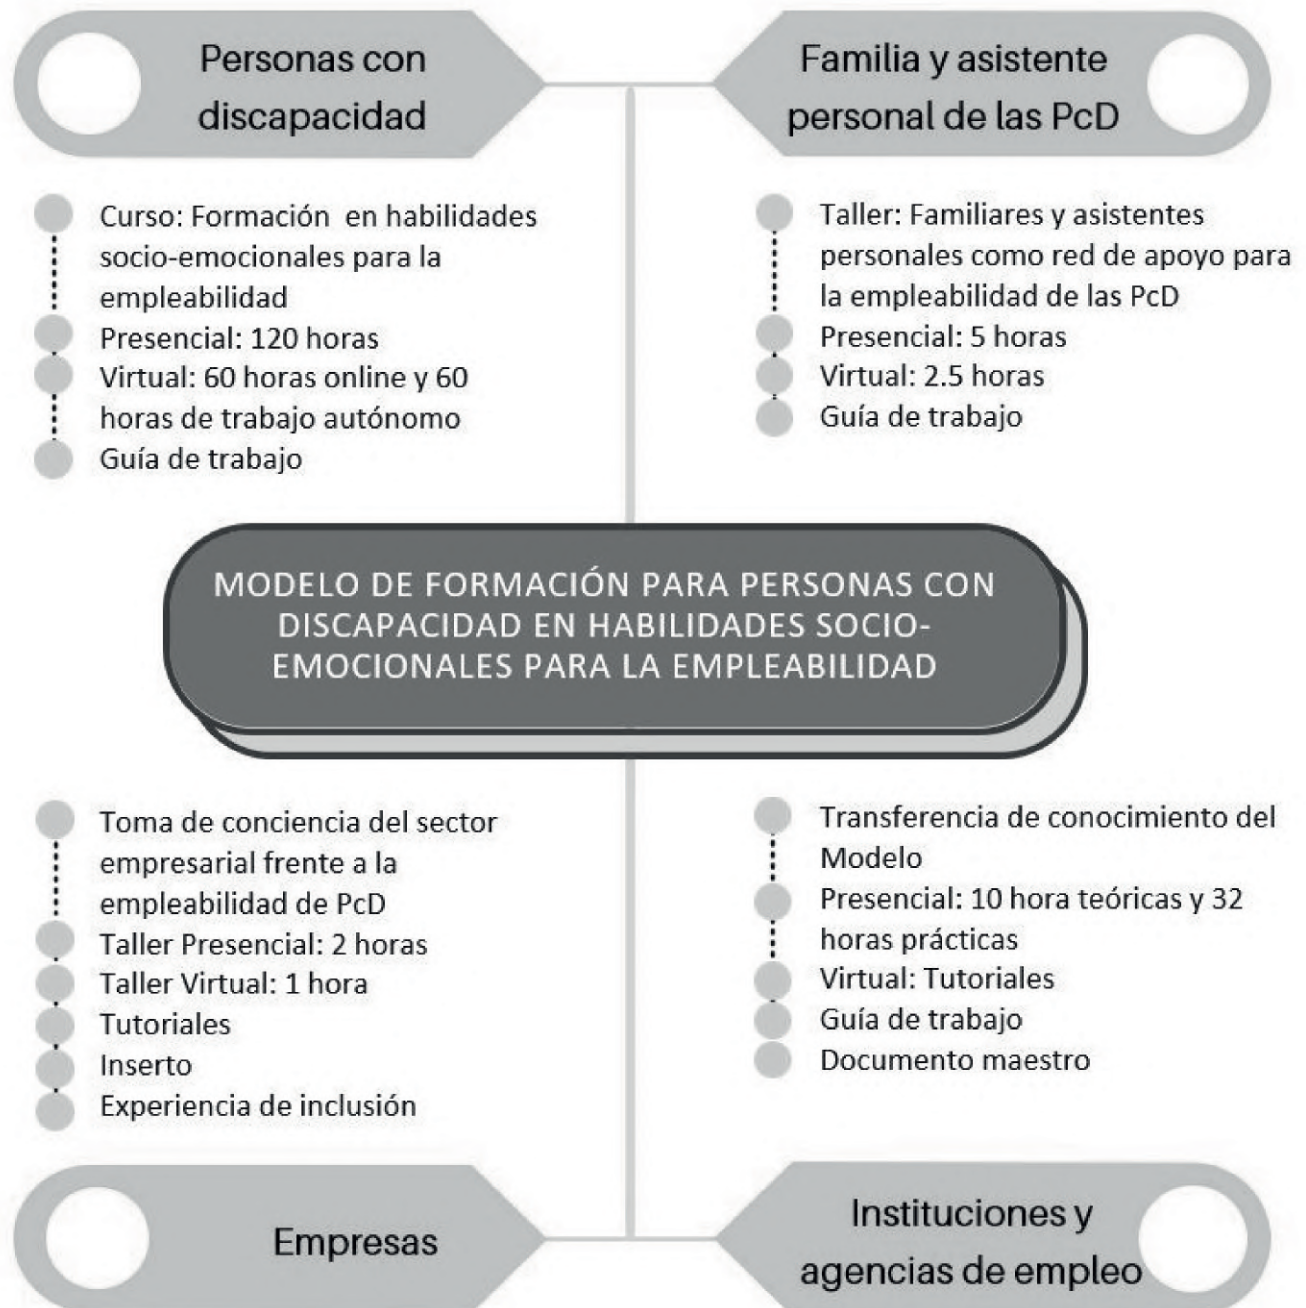 Personas con
discapacidad
Familia y asistente
personal de las PcD
Curso: Formación en habilidades
socio-emocionales para la
empleabilidad
Presencial: 120 horas
Virtual: 60 horas online y 60
horas de trabajo autónomo
Guía de trabajo
Taller: Familiares y asistentes
personales como red de apoyo para
la empleabilidad de las PcD
Presencial: 5 horas
Virtual: 2.5 horas
Guía de trabajo
MODELO DE FORMACIÓN PARA PERSONAS CON
DISCAPACIDAD EN HABILIDADES SOCIO-
EMOCIONALES PARA LA EMPLEABILIDAD
Toma de conciencia del sector
empresarial frente a la
empleabilidad de PcD
Taller Presencial: 2 horas
Taller Virtual: 1 hora
Tutoriales
Inserto
Experiencia de inclusión
Transferencia de conocimiento del
Modelo
Presencial: 10 hora teóricas y 32
horas prácticas
Virtual: Tutoriales
Guía de trabajo
Documento maestro
Empresas
Instituciones y
agencias de empleo